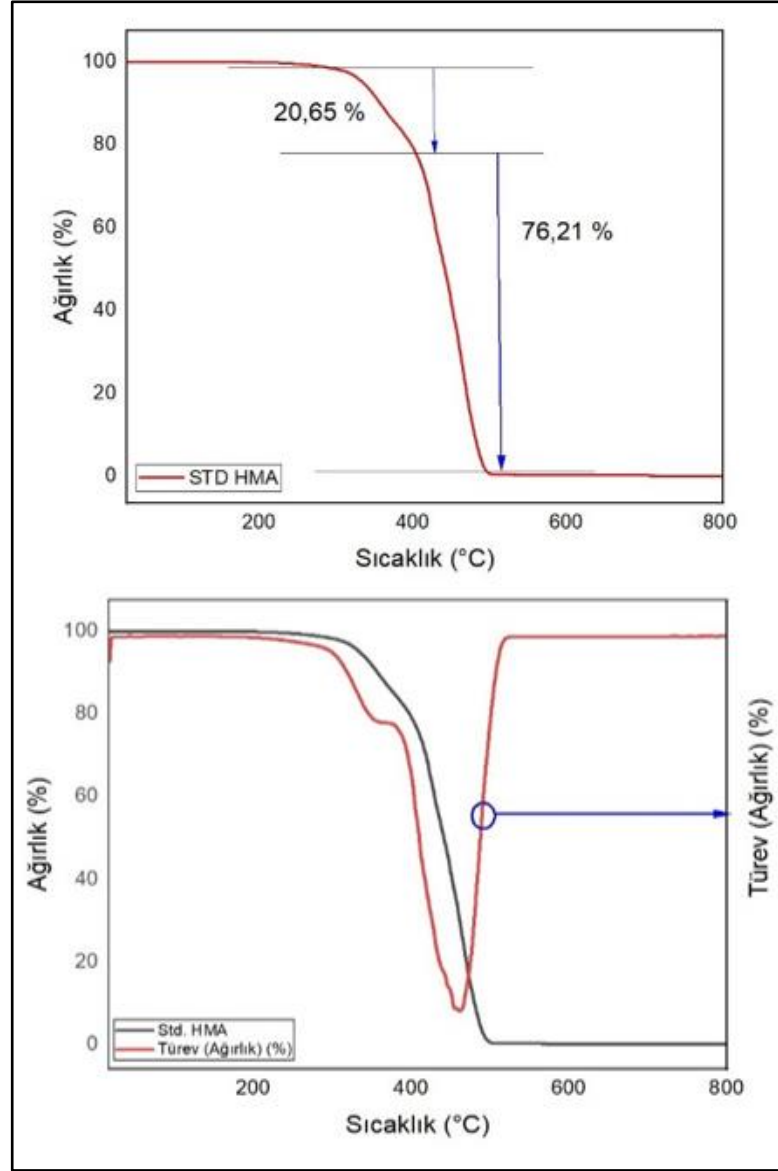 100
80
60
40
20
0
Ağırlık (%)
20,65 %
76,21 %
STD HMA
200
400
600
800
Sıcaklık (°C)
100
80
60
40
20
0
Ağırlık (%)
Türev (Ağırlık) (%)
Std. HMA
Türev (Ağırlık) (%)
200
400
600
800
Sıcaklık (°C)